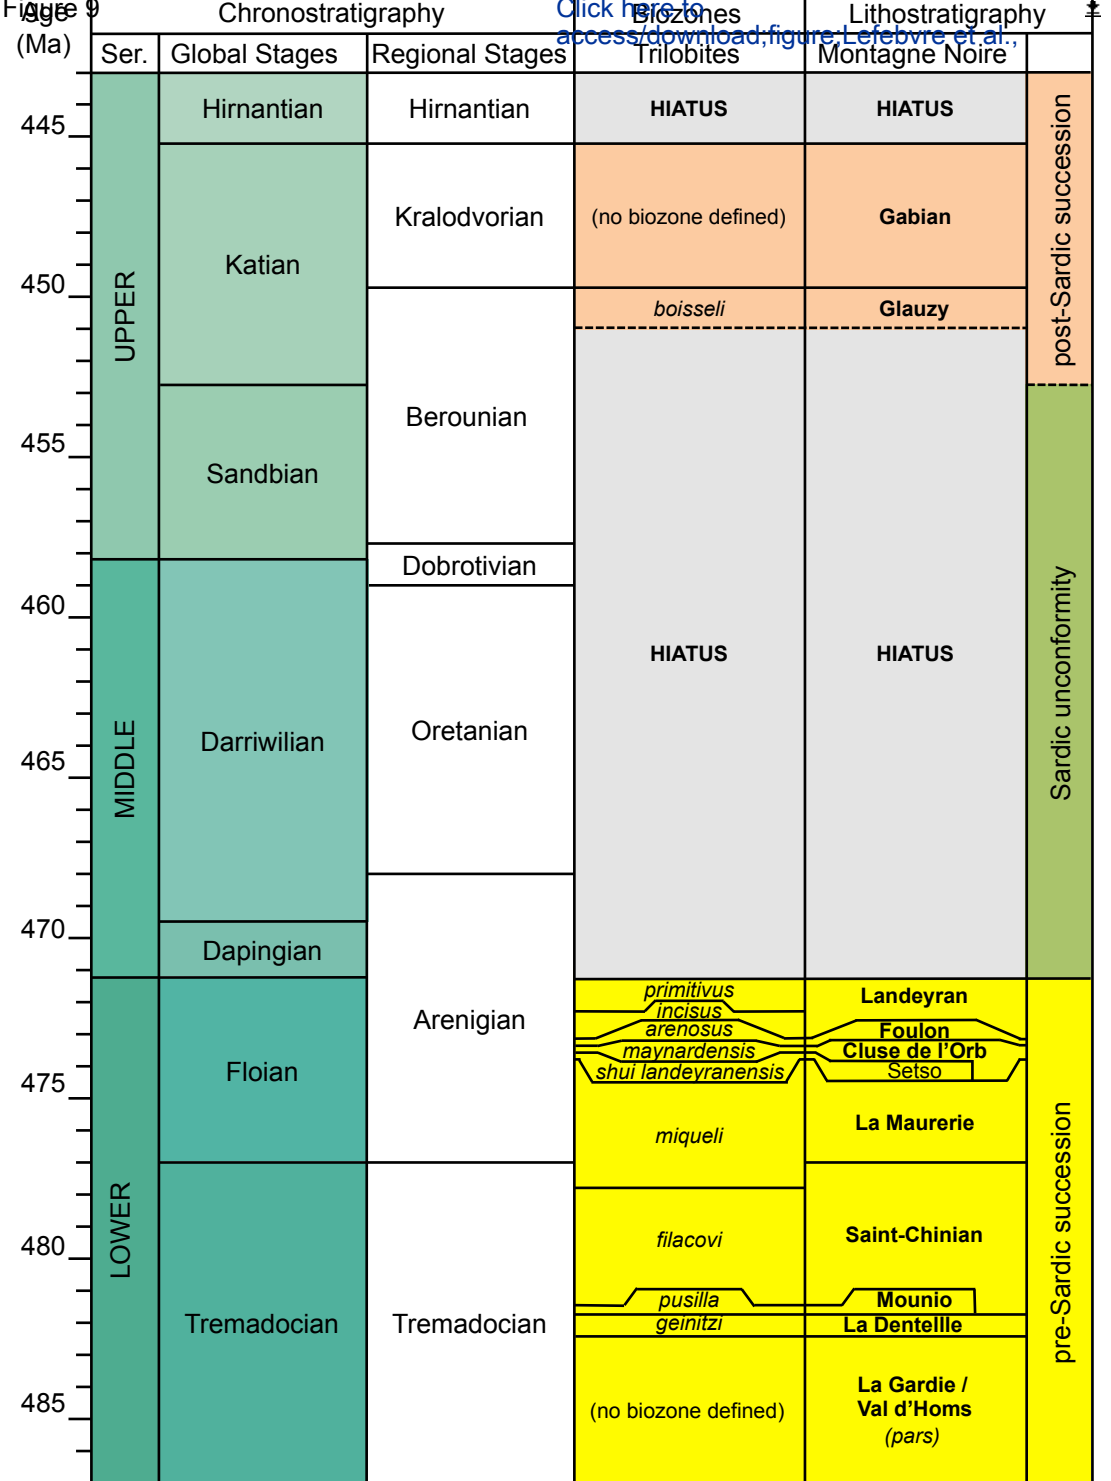 Figure 9
Click here to
access/download;figure;Lefebvre et al.,
Age
(Ma)
Chronostratigraphy
Biozones
Lithostratigraphy
Ser.
Global Stages
Regional Stages
Trilobites
Montagne Noire
445
450
455
460
465
470
475
480
485
UPPER
MIDDLE
LOWER
Hirnantian
Katian
Sandbian
Darriwilian
Dapingian
Floian
Tremadocian
Hirnantian
Kralodvorian
Berounian
Dobrotivian
Oretanian
Arenigian
Tremadocian
HIATUS
(no biozone defined)
boisseli
HIATUS
primitivus
incisus
arenosus
maynardensis
shui landeyranensis
miqueli
filacovi
pusilla
geinitzi
(no biozone defined)
HIATUS
Gabian
Glauzy
HIATUS
Landeyran
Foulon
Cluse de l'Orb
Setso
La Maurerie
Saint-Chinian
Mounio
La Dentellle
La Gardie /
Val d'Homs
(pars)
post-Sardic succession
Sardic unconformity
pre-Sardic succession